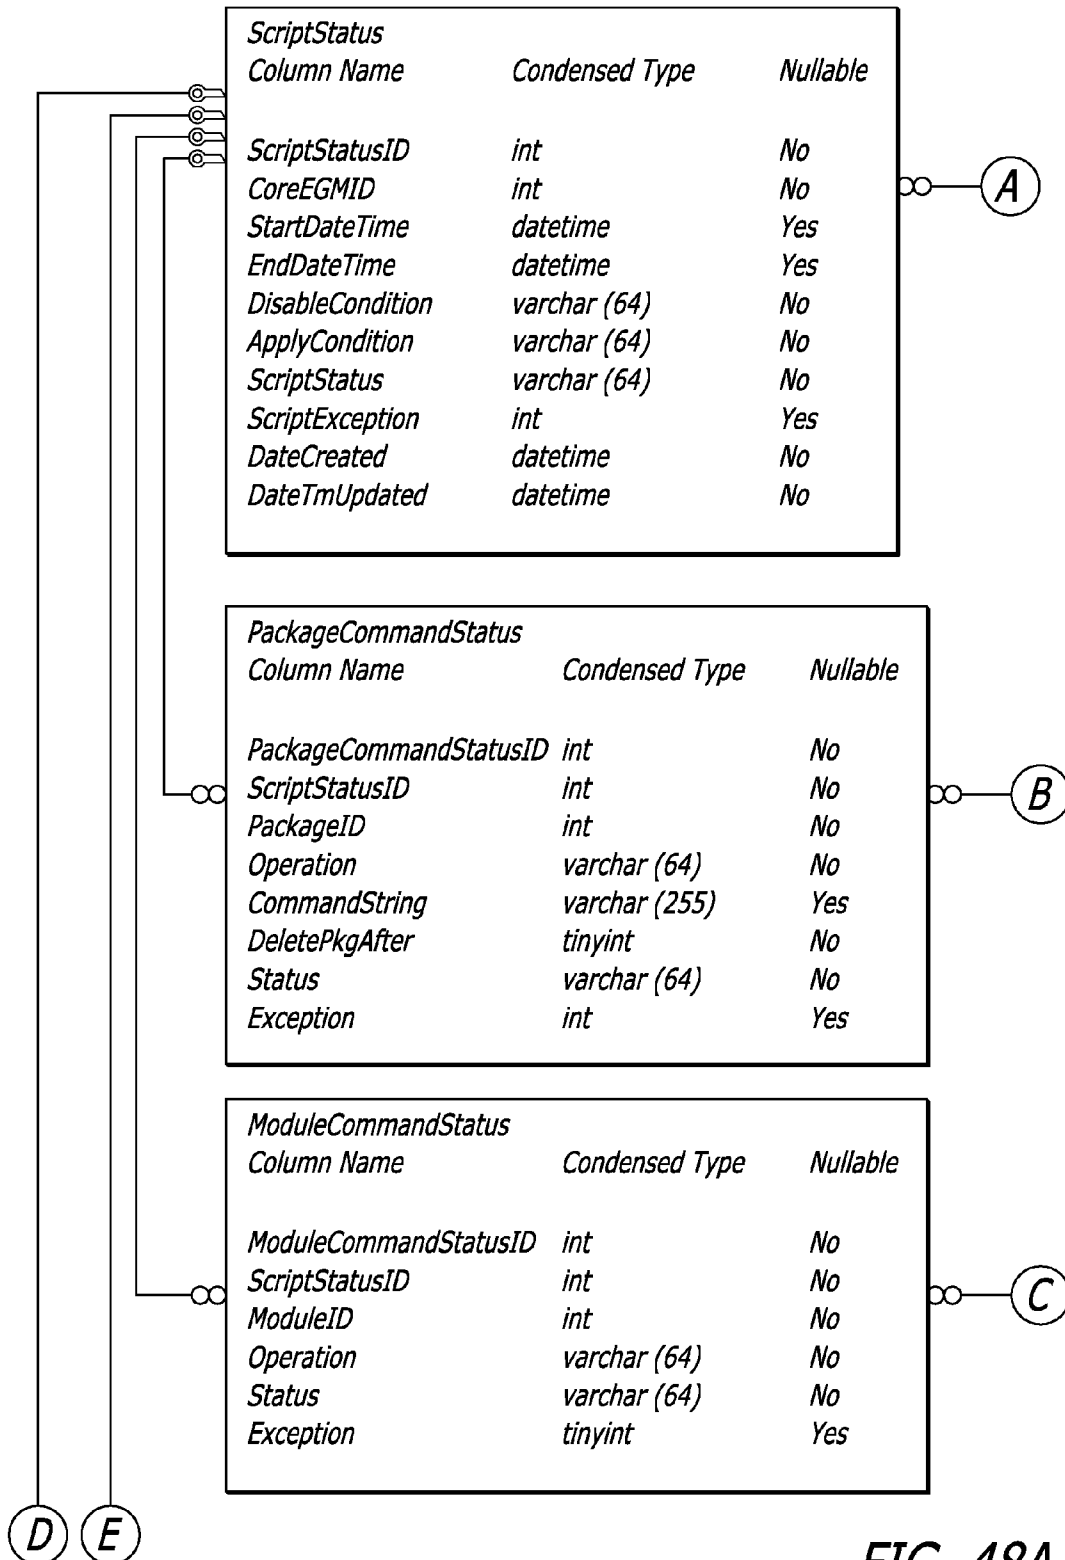 ScriptStatus
Column Name Condensed Type Nullable
ScriptStatusID int No
CoreEGMID int No
StartDateTime datetime Yes
EndDateTime datetime Yes
DisableCondition varchar (64) No
ApplyCondition varchar (64) No
ScriptStatus varchar (64) No
ScriptException int Yes
DateCreated datetime No
DateTmUpdated datetime No
A
PackageCommandStatus
Column Name Condensed Type Nullable
PackageCommandStatusID int No
ScriptStatusID int No
PackageID int No
Operation varchar (64) No
CommandString varchar (255) Yes
DeletePkgAfter tinyint No
Status varchar (64) No
Exception int Yes
B
ModuleCommandStatus
Column Name Condensed Type Nullable
ModuleCommandStatusID int No
ScriptStatusID int No
ModuleID int No
Operation varchar (64) No
Status varchar (64) No
Exception tinyint Yes
C
D E
FIG. 48A